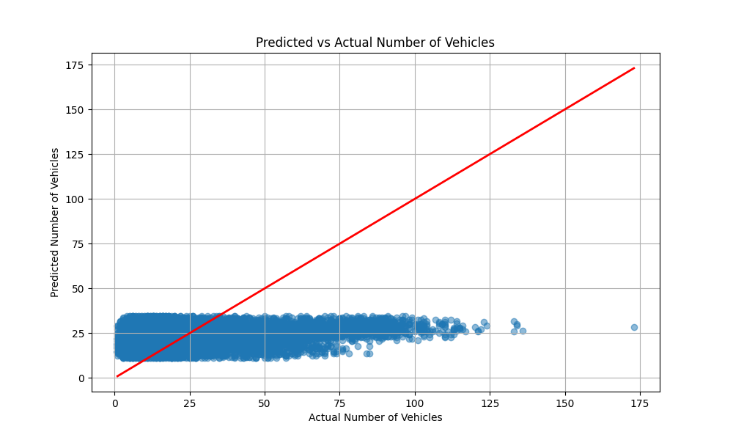 Predicted vs Actual Number of Vehicles
175
150
125
100
75
50
25
0
Predicted Number of Vehicles
0 25 50 75 100 125 150 175
Actual Number of Vehicles